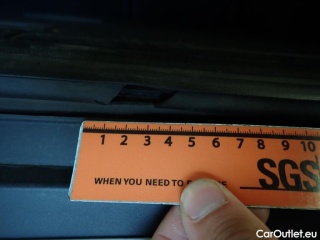 1 2 3 4 5 6 7 8 9 10
WHEN YOU NEED TO
SGS
CarOutlet.eu